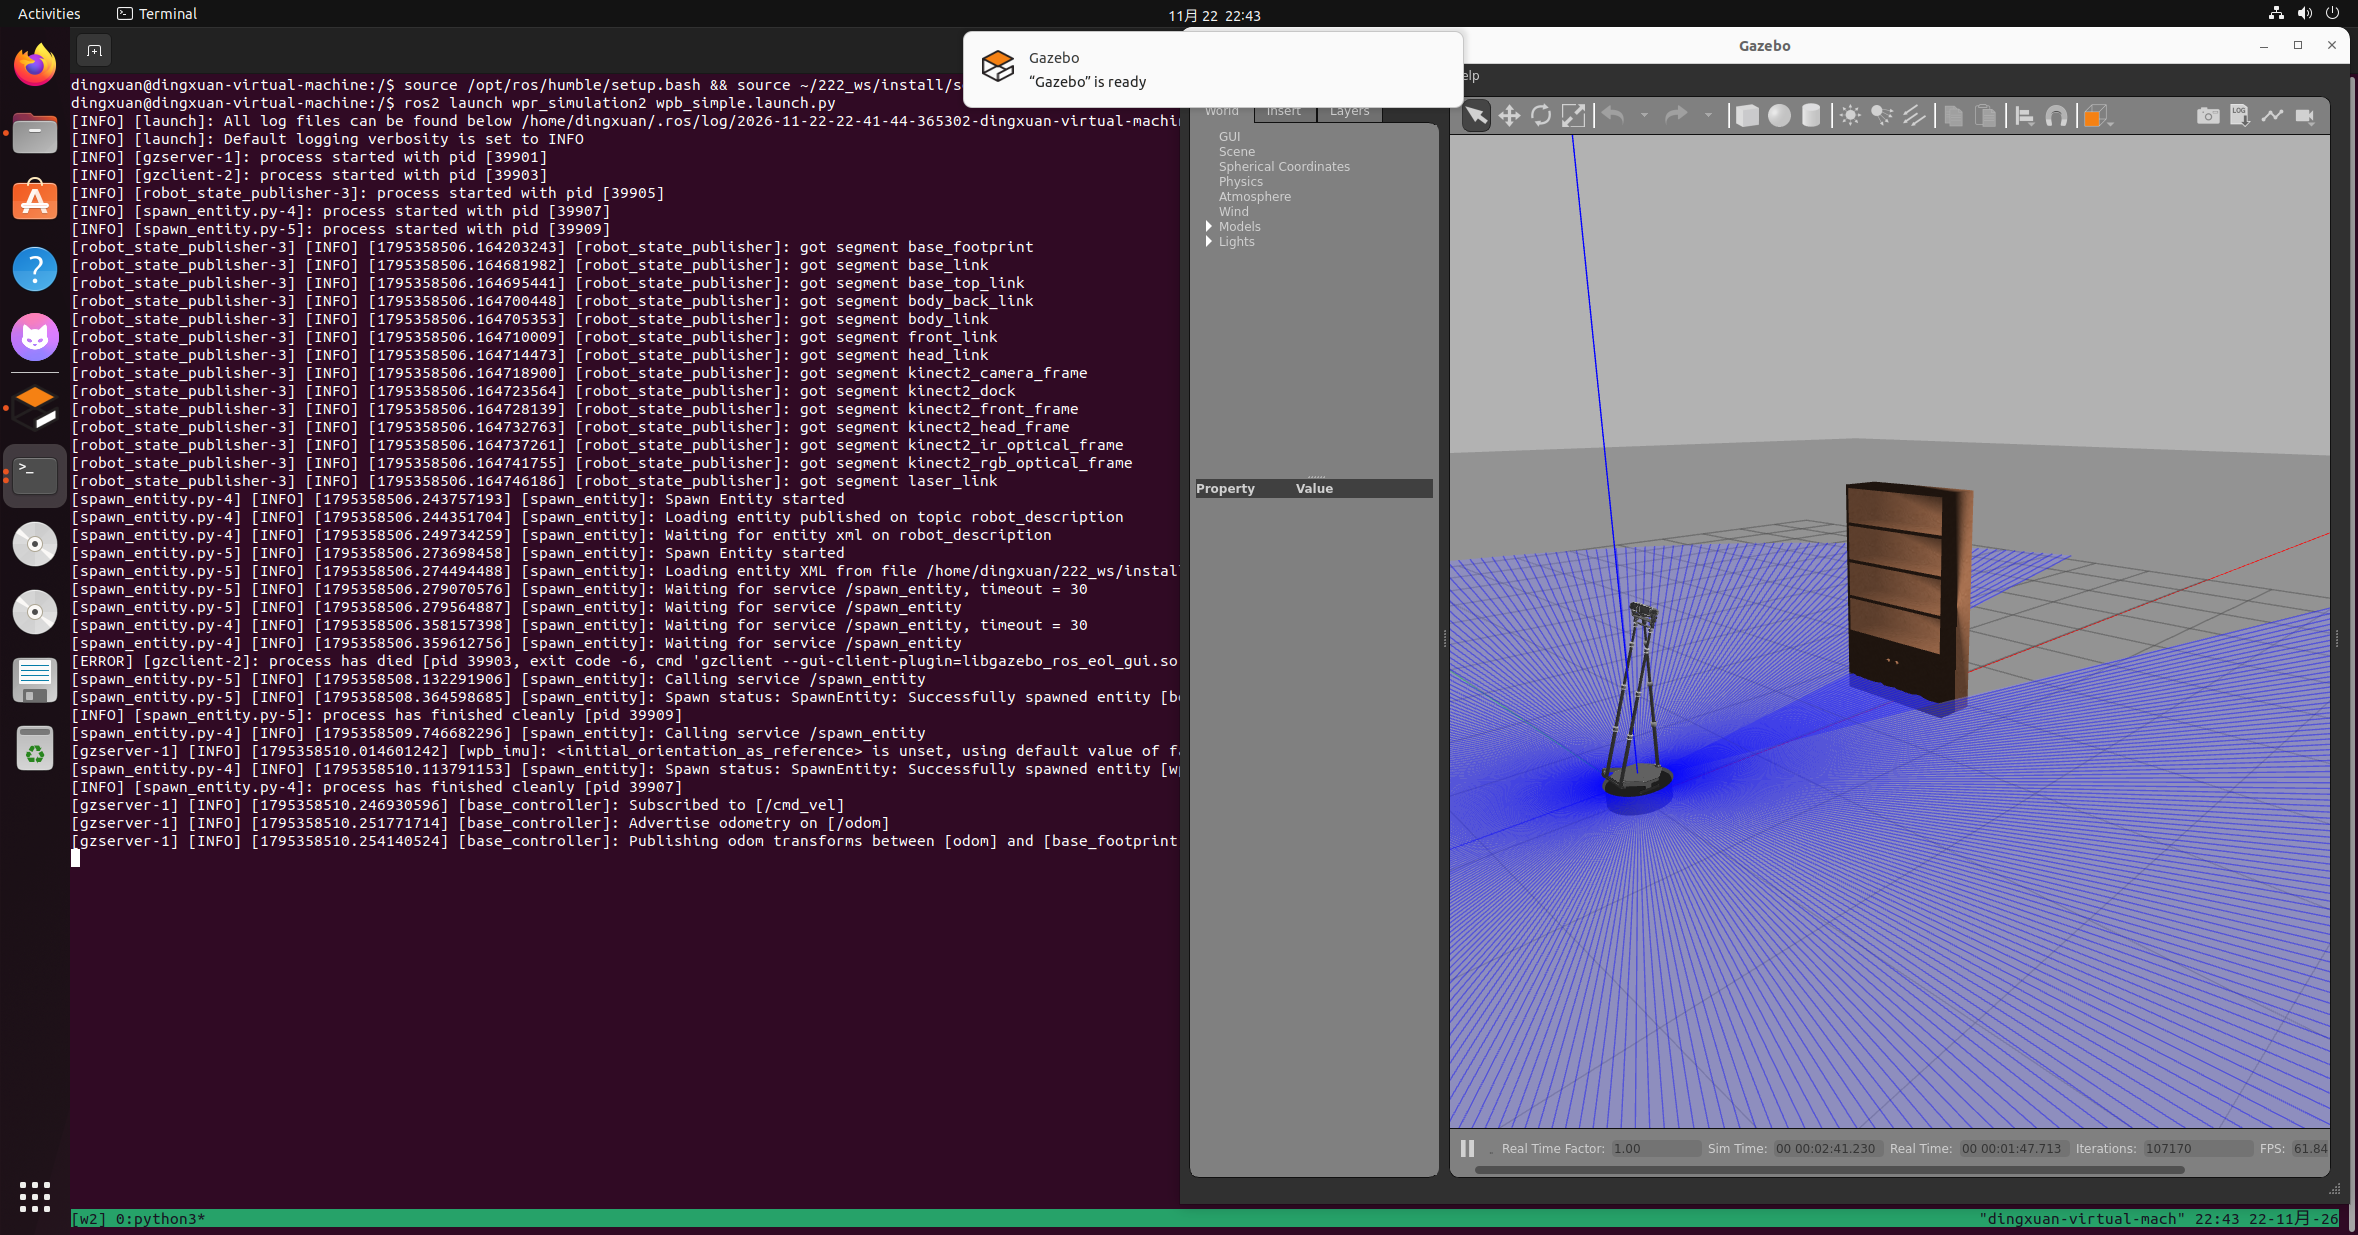 Activities
Terminal
11月 22 22:43
Gazebo
“Gazebo” is ready
dingxuan@dingxuan-virtual-machine:/$ source /opt/ros/humble/setup.bash && source ~/222_ws/install/s
dingxuan@dingxuan-virtual-machine:/$ ros2 launch wpr_simulation2 wpb_simple.launch.py
[INFO] [launch]: All log files can be found below /home/dingxuan/.ros/log/2026-11-22-22-41-44-365302-dingxuan-virtual-machi
[INFO] [launch]: Default logging verbosity is set to INFO
[INFO] [gzserver-1]: process started with pid [39901]
[INFO] [gzclient-2]: process started with pid [39903]
[INFO] [robot_state_publisher-3]: process started with pid [39905]
[INFO] [spawn_entity.py-4]: process started with pid [39907]
[INFO] [spawn_entity.py-5]: process started with pid [39909]
[robot_state_publisher-3] [INFO] [1795358506.164203243] [robot_state_publisher]: got segment base_footprint
[robot_state_publisher-3] [INFO] [1795358506.164681982] [robot_state_publisher]: got segment base_link
[robot_state_publisher-3] [INFO] [1795358506.164695441] [robot_state_publisher]: got segment base_top_link
[robot_state_publisher-3] [INFO] [1795358506.164700448] [robot_state_publisher]: got segment body_back_link
[robot_state_publisher-3] [INFO] [1795358506.164705353] [robot_state_publisher]: got segment body_link
[robot_state_publisher-3] [INFO] [1795358506.164710009] [robot_state_publisher]: got segment front_link
[robot_state_publisher-3] [INFO] [1795358506.164714473] [robot_state_publisher]: got segment head_link
[robot_state_publisher-3] [INFO] [1795358506.164718900] [robot_state_publisher]: got segment kinect2_camera_frame
[robot_state_publisher-3] [INFO] [1795358506.164723564] [robot_state_publisher]: got segment kinect2_dock
[robot_state_publisher-3] [INFO] [1795358506.164728139] [robot_state_publisher]: got segment kinect2_front_frame
[robot_state_publisher-3] [INFO] [1795358506.164732763] [robot_state_publisher]: got segment kinect2_head_frame
[robot_state_publisher-3] [INFO] [1795358506.164737261] [robot_state_publisher]: got segment kinect2_ir_optical_frame
[robot_state_publisher-3] [INFO] [1795358506.164741755] [robot_state_publisher]: got segment kinect2_rgb_optical_frame
[robot_state_publisher-3] [INFO] [1795358506.164746186] [robot_state_publisher]: got segment laser_link
[spawn_entity.py-4] [INFO] [1795358506.243757193] [spawn_entity]: Spawn Entity started
[spawn_entity.py-4] [INFO] [1795358506.244351704] [spawn_entity]: Loading entity published on topic robot_description
[spawn_entity.py-4] [INFO] [1795358506.249734259] [spawn_entity]: Waiting for entity xml on robot_description
[spawn_entity.py-5] [INFO] [1795358506.273698458] [spawn_entity]: Spawn Entity started
[spawn_entity.py-5] [INFO] [1795358506.274494488] [spawn_entity]: Loading entity XML from file /home/dingxuan/222_ws/instal
[spawn_entity.py-5] [INFO] [1795358506.279070576] [spawn_entity]: Waiting for service /spawn_entity, timeout = 30
[spawn_entity.py-5] [INFO] [1795358506.279564887] [spawn_entity]: Waiting for service /spawn_entity
[spawn_entity.py-4] [INFO] [1795358506.358157398] [spawn_entity]: Waiting for service /spawn_entity, timeout = 30
[spawn_entity.py-4] [INFO] [1795358506.359612756] [spawn_entity]: Waiting for service /spawn_entity
[ERROR] [gzclient-2]: process has died [pid 39903, exit code -6, cmd 'gzclient --gui-client-plugin=libgazebo_ros_eol_gui.so
[spawn_entity.py-5] [INFO] [1795358508.132291906] [spawn_entity]: Calling service /spawn_entity
[spawn_entity.py-5] [INFO] [1795358508.364598685] [spawn_entity]: Spawn status: SpawnEntity: Successfully spawned entity [b
[INFO] [spawn_entity.py-5]: process has finished cleanly [pid 39909]
[spawn_entity.py-4] [INFO] [1795358509.746682296] [spawn_entity]: Calling service /spawn_entity
[gzserver-1] [INFO] [1795358510.014601242] [wpb_imu]: <initial_orientation_as_reference> is unset, using default value of f
[spawn_entity.py-4] [INFO] [1795358510.113791153] [spawn_entity]: Spawn status: SpawnEntity: Successfully spawned entity [w
[INFO] [spawn_entity.py-4]: process has finished cleanly [pid 39907]
[gzserver-1] [INFO] [1795358510.246930596] [base_controller]: Subscribed to [/cmd_vel]
[gzserver-1] [INFO] [1795358510.251771714] [base_controller]: Advertise odometry on [/odom]
[gzserver-1] [INFO] [1795358510.254140524] [base_controller]: Publishing odom transforms between [odom] and [base_footprint
[w2] 0:python3*
"dingxuan-virtual-mach" 22:43 22-11月-26
Gazebo
elp
World Insert Layers
LOG
GUI
Scene
Spherical Coordinates
Physics
Atmosphere
Wind
Models
Lights
Property Value
Real Time Factor: 1.00 Sim Time: 00 00:02:41.230 Real Time: 00 00:01:47.713 Iterations: 107170 FPS: 61.84